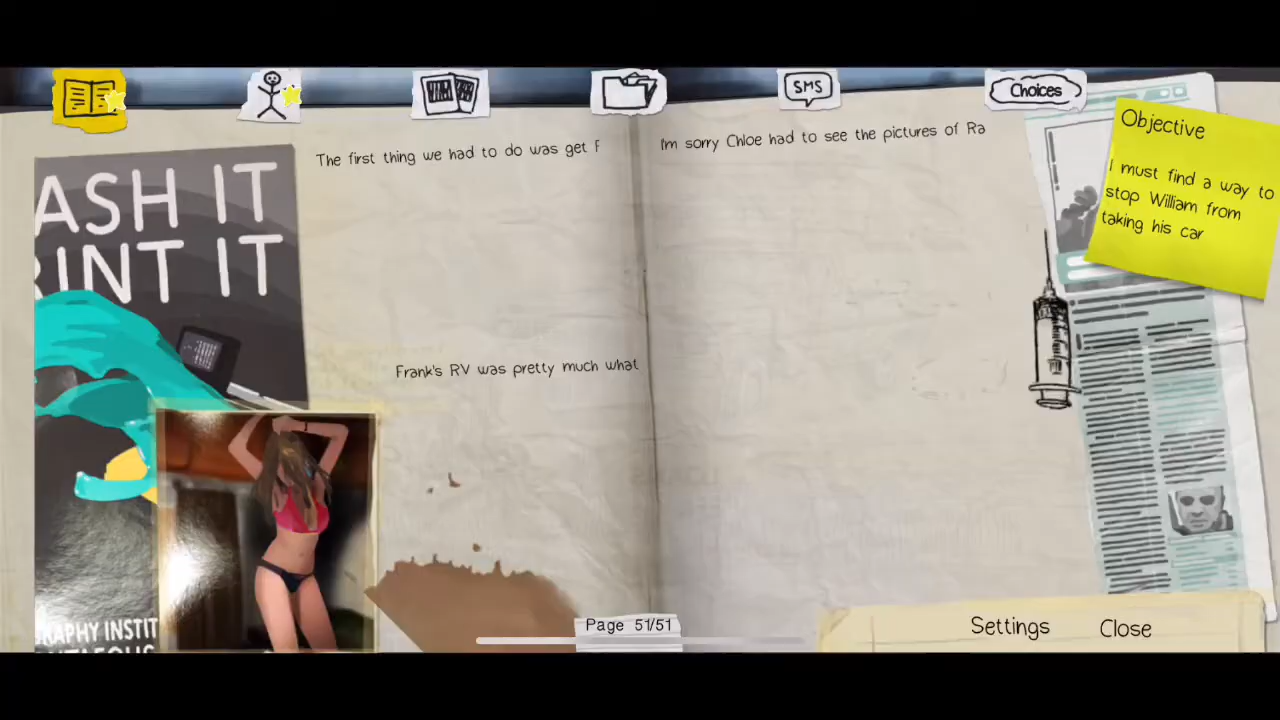 SMS
Choices
Objective
I must find a way to
stop William from
taking his car
ASH IT
RINT IT
The first thing we had to do was get F
I'm sorry Chloe had to see the pictures of Ra
Frank's RV was pretty much what
RAPHY INSTIT
Page 51/51
Settings
Close